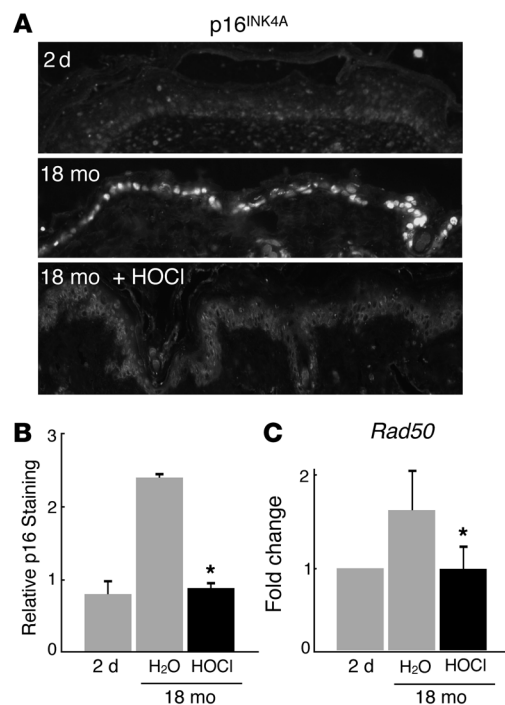 A
p16INK4A
2 d
18 mo
18 mo + HOCl
B
Relative p16 Staining
3
2
1
0
*
2 d
H2O
HOCl
18 mo
C
Rad50
Fold change
2
1
0
*
2 d
H2O
HOCl
18 mo